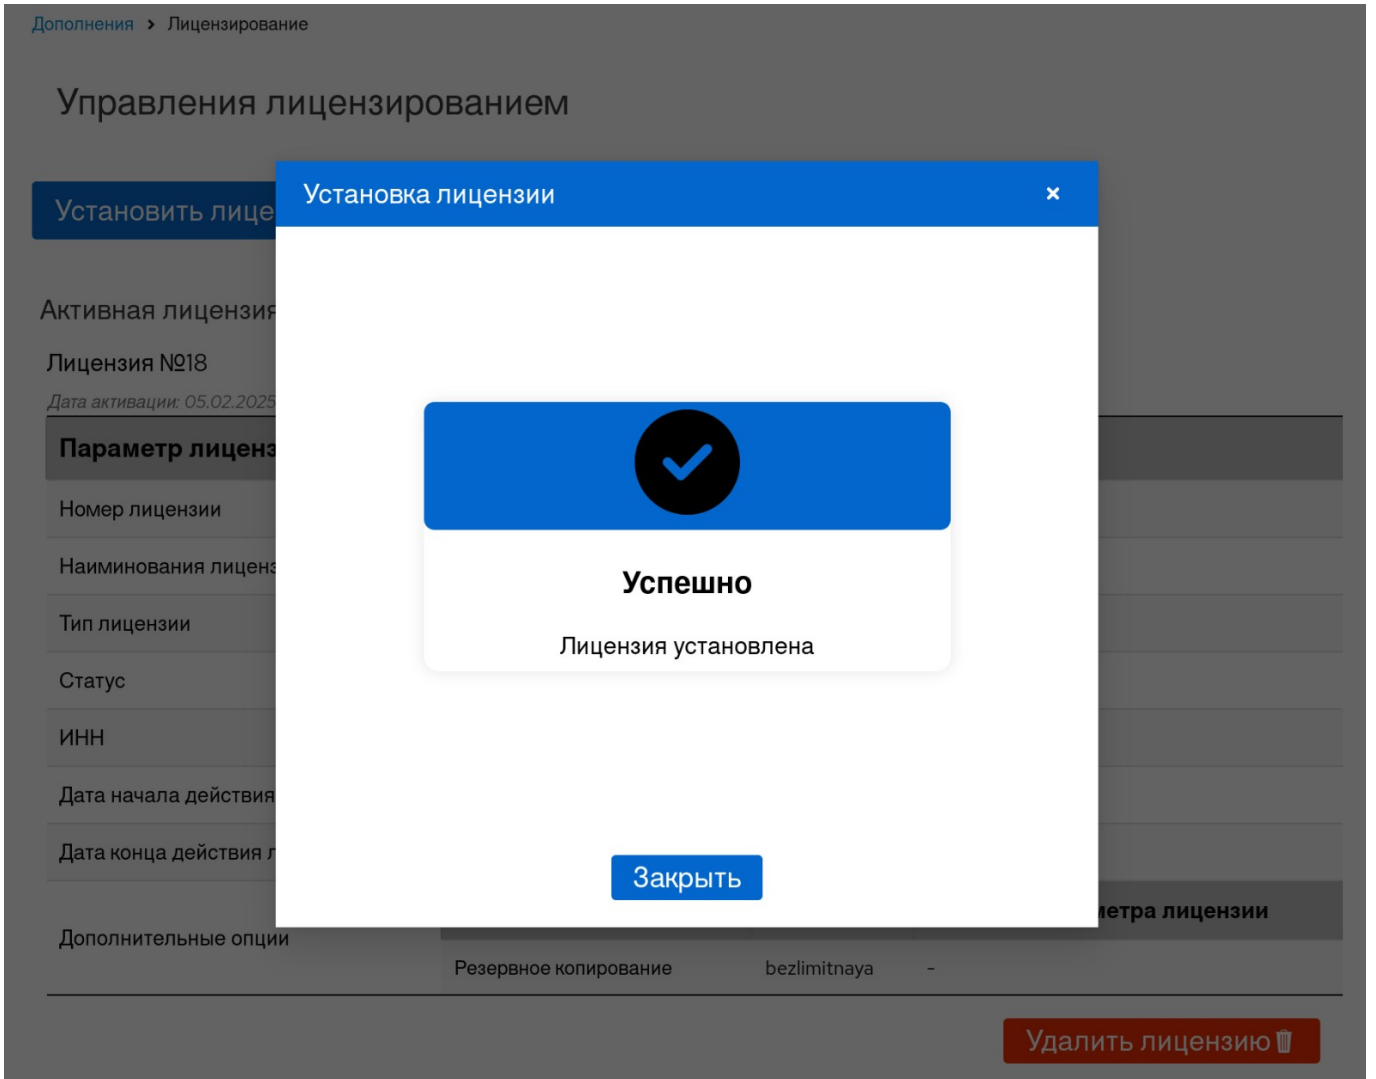 Дополнения > Лицензирование
Управления лицензированием
Установить лице
Установка лицензии ×
Активная лицензия
Лицензия №18
Дата активации: 05.02.2025
Параметр лиценз
Номер лицензии
Наиминования лиценз
Тип лицензии
Статус
ИНН
Дата начала действия
Дата конца действия л
Успешно
Лицензия установлена
Закрыть
метра лицензии
Дополнительные опции
Резервное копирование bezlimitnaya -
Удалить лицензию